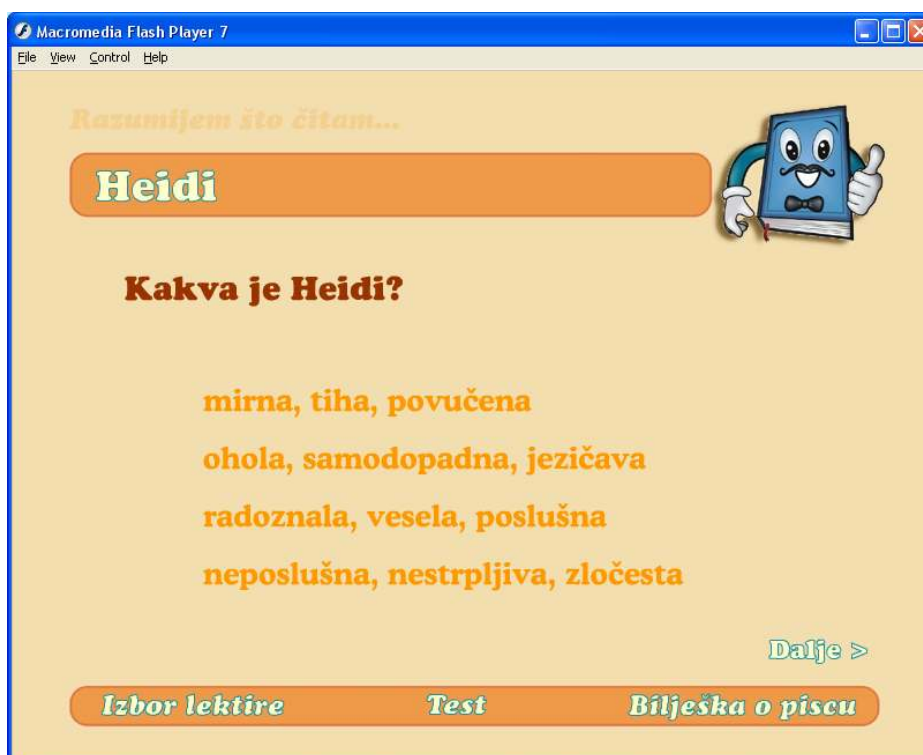 Macromedia Flash Player 7
File View Control Help
Razumijem što čitam...
Heidi
Kakva je Heidi?
mirna, tiha, povučena
ohola, samodopadna, jezičava
radoznala, vesela, poslušna
neposlušna, nestrpljiva, zločesta
Dalje >
Izbor lektire Test Bilješka o piscu